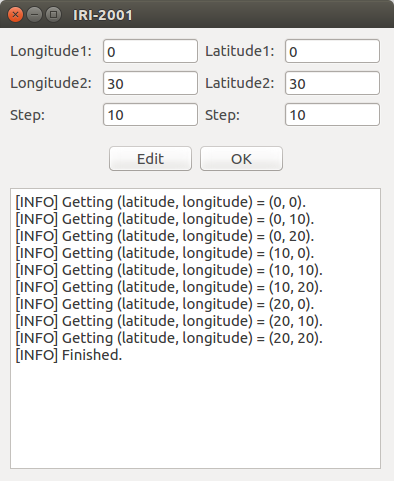 IRI-2001
Longitude1: 0 Latitude1: 0
Longitude2: 30 Latitude2: 30
Step: 10 Step: 10
Edit OK
[INFO] Getting (latitude, longitude) = (0, 0).
[INFO] Getting (latitude, longitude) = (0, 10).
[INFO] Getting (latitude, longitude) = (0, 20).
[INFO] Getting (latitude, longitude) = (10, 0).
[INFO] Getting (latitude, longitude) = (10, 10).
[INFO] Getting (latitude, longitude) = (10, 20).
[INFO] Getting (latitude, longitude) = (20, 0).
[INFO] Getting (latitude, longitude) = (20, 10).
[INFO] Getting (latitude, longitude) = (20, 20).
[INFO] Finished.